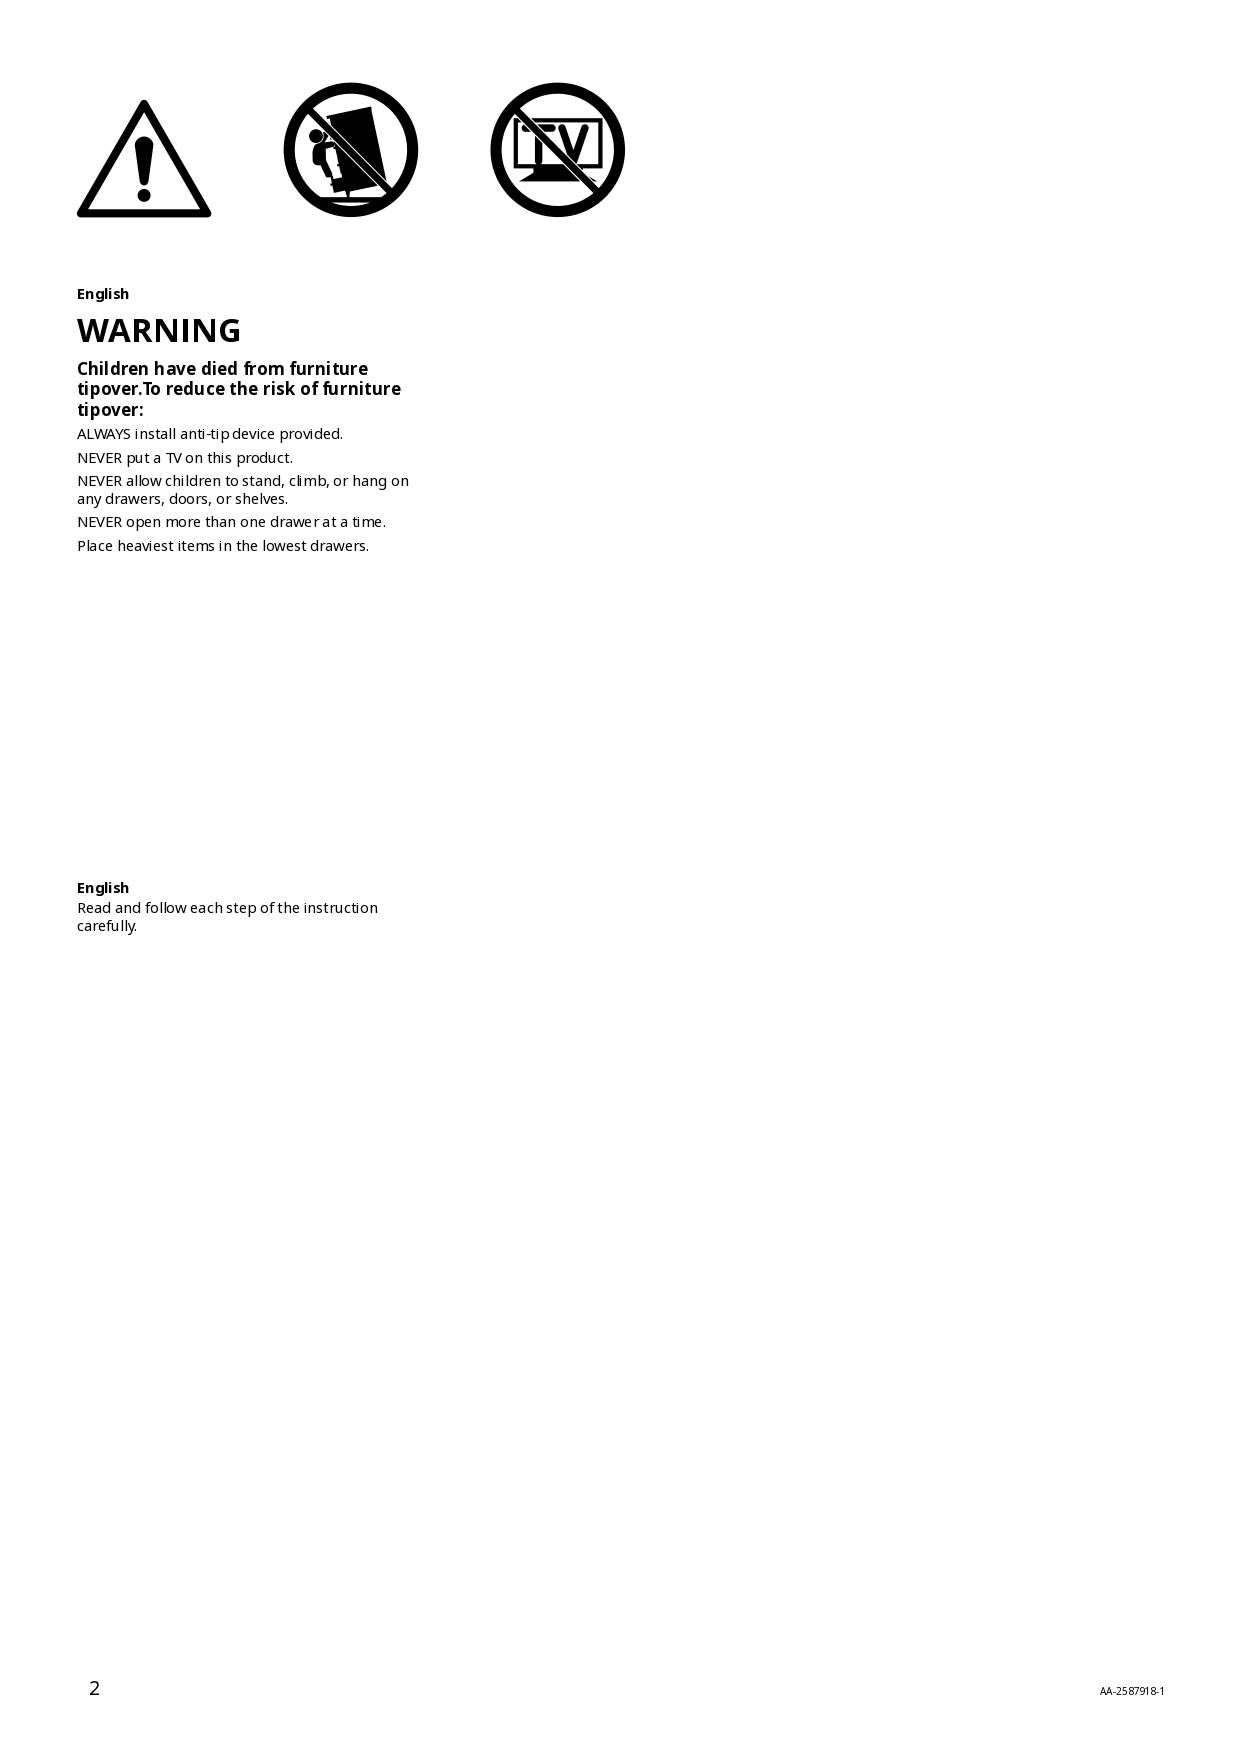 TV
English
WARNING
Children have died from furniture
tipover.To reduce the risk of furniture
tipover:
ALWAYS install anti-tip device provided.
NEVER put a TV on this product.
NEVER allow children to stand, climb, or hang on
any drawers, doors, or shelves.
NEVER open more than one drawer at a time.
Place heaviest items in the lowest drawers.
English
Read and follow each step of the instruction
carefully.
2
AA-2587918-1